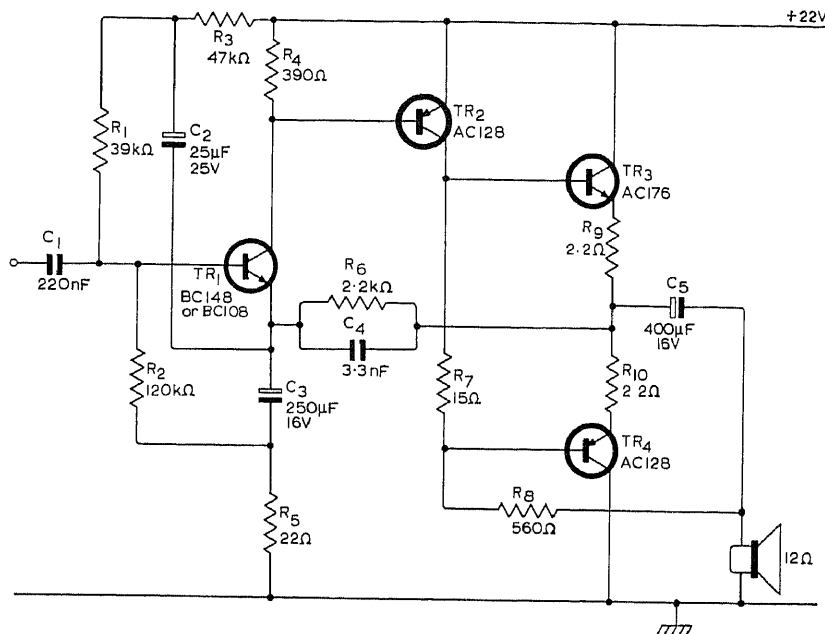 +22V
R3
47kΩ
R4
390Ω
R1
39kΩ
C2
25µF
25V
TR2
AC128
TR3
AC176
R9
2·2Ω
C1
220nF
TR1
BC148
or BC108
R6
2·2kΩ
C4
3·3nF
C5
400µF
16V
R2
120kΩ
C3
250µF
16V
R7
15Ω
R10
2 2Ω
TR4
AC128
R5
22Ω
R8
560Ω
12Ω